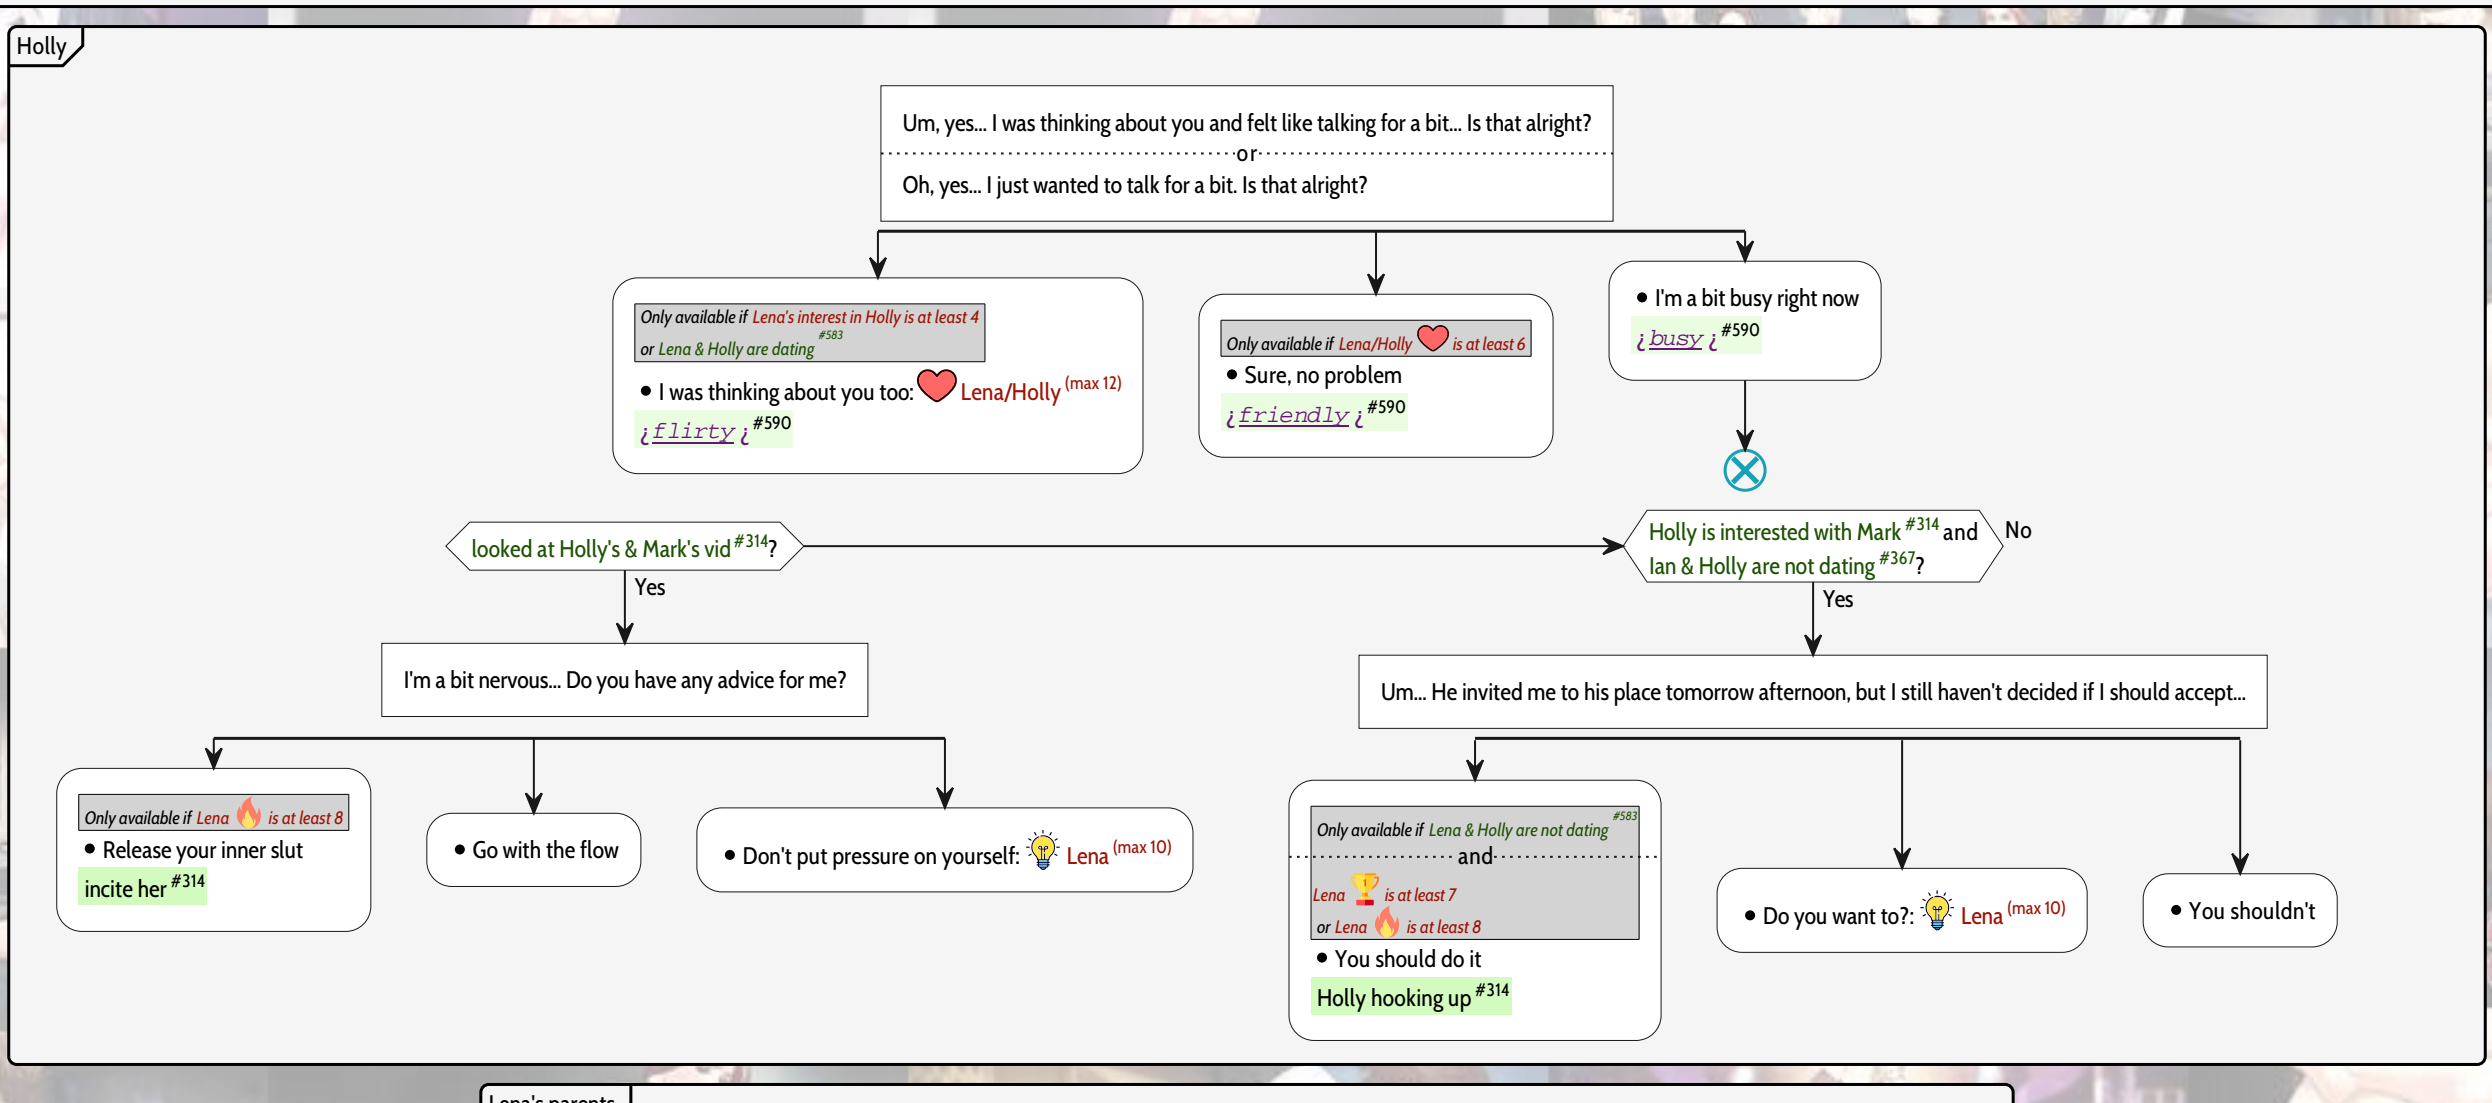 Holly
Um, yes... I was thinking about you and felt like talking for a bit... Is that alright?
or
Oh, yes... I just wanted to talk for a bit. Is that alright?
Only available if Lena's interest in Holly is at least 4
or Lena & Holly are dating #583
• I was thinking about you too: Lena/Holly (max 12)
¿flirty¿ #590
Only available if Lena/Holly is at least 6
• Sure, no problem
¿friendly¿ #590
• I'm a bit busy right now
¿busy¿ #590
looked at Holly's & Mark's vid #314?
Yes
Holly is interested with Mark #314 and
Ian & Holly are not dating #367?
No
Yes
I'm a bit nervous... Do you have any advice for me?
Only available if Lena is at least 8
• Release your inner slut
incite her #314
• Go with the flow
• Don't put pressure on yourself: Lena (max 10)
Um... He invited me to his place tomorrow afternoon, but I still haven't decided if I should accept...
Only available if Lena & Holly are not dating #583
and
Lena is at least 7
or Lena is at least 8
• You should do it
Holly hooking up #314
• Do you want to?: Lena (max 10)
• You shouldn't
Lena's parents